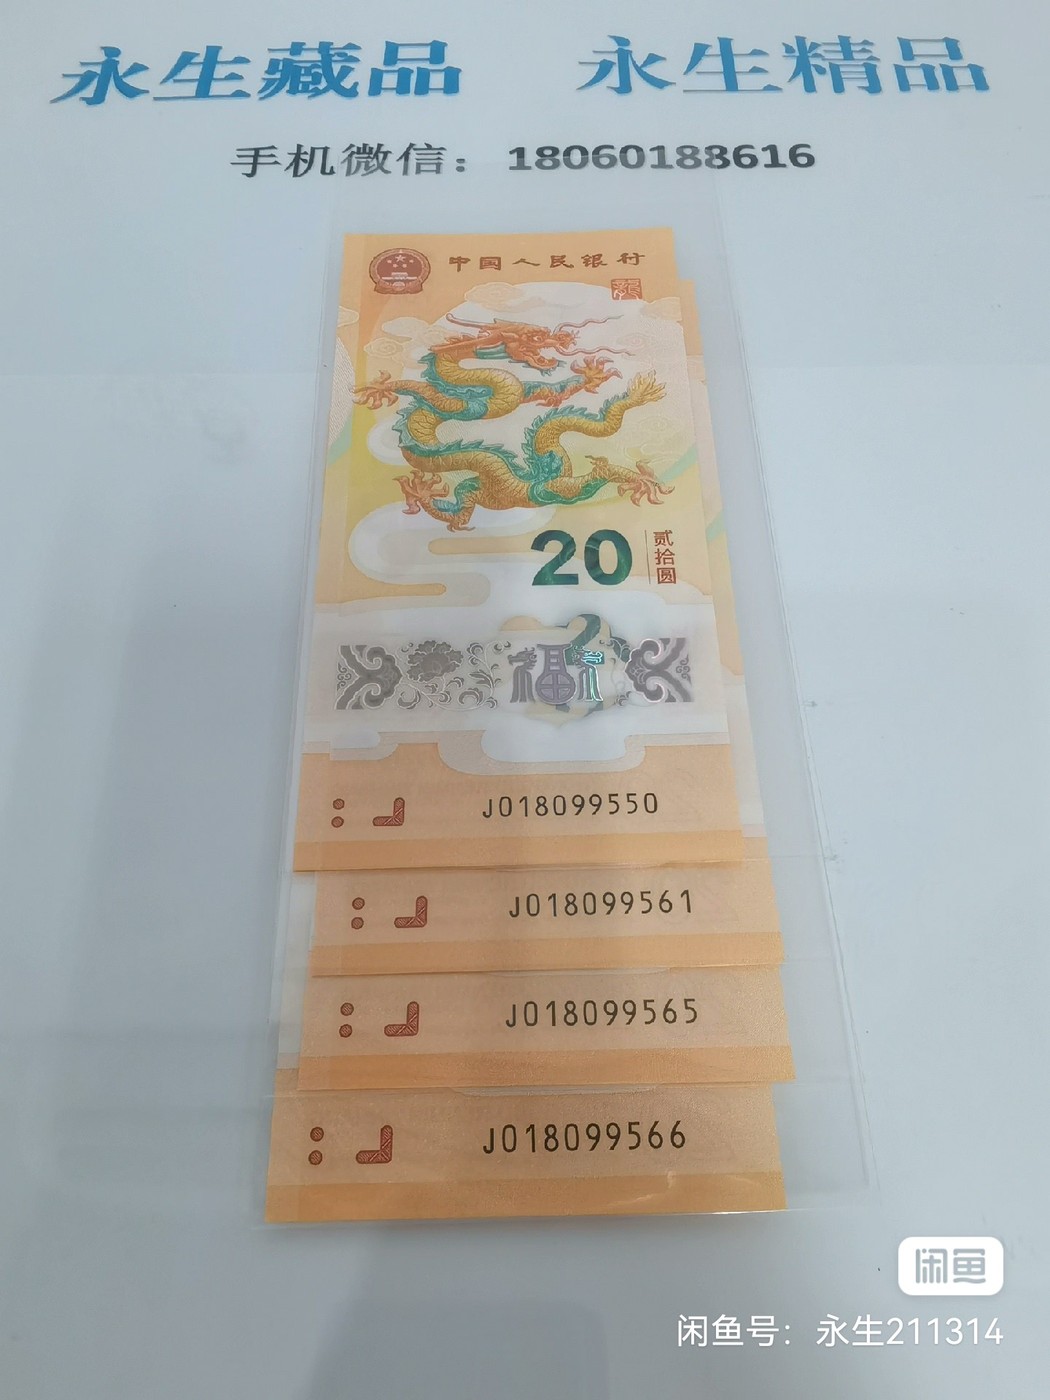 永生藏品 永生精品
手机微信：18060188616
中国人民银行
龙
20 贰拾圆
福
J018099550
J018099561
J018099565
J018099566
闲鱼
闲鱼号：永生211314